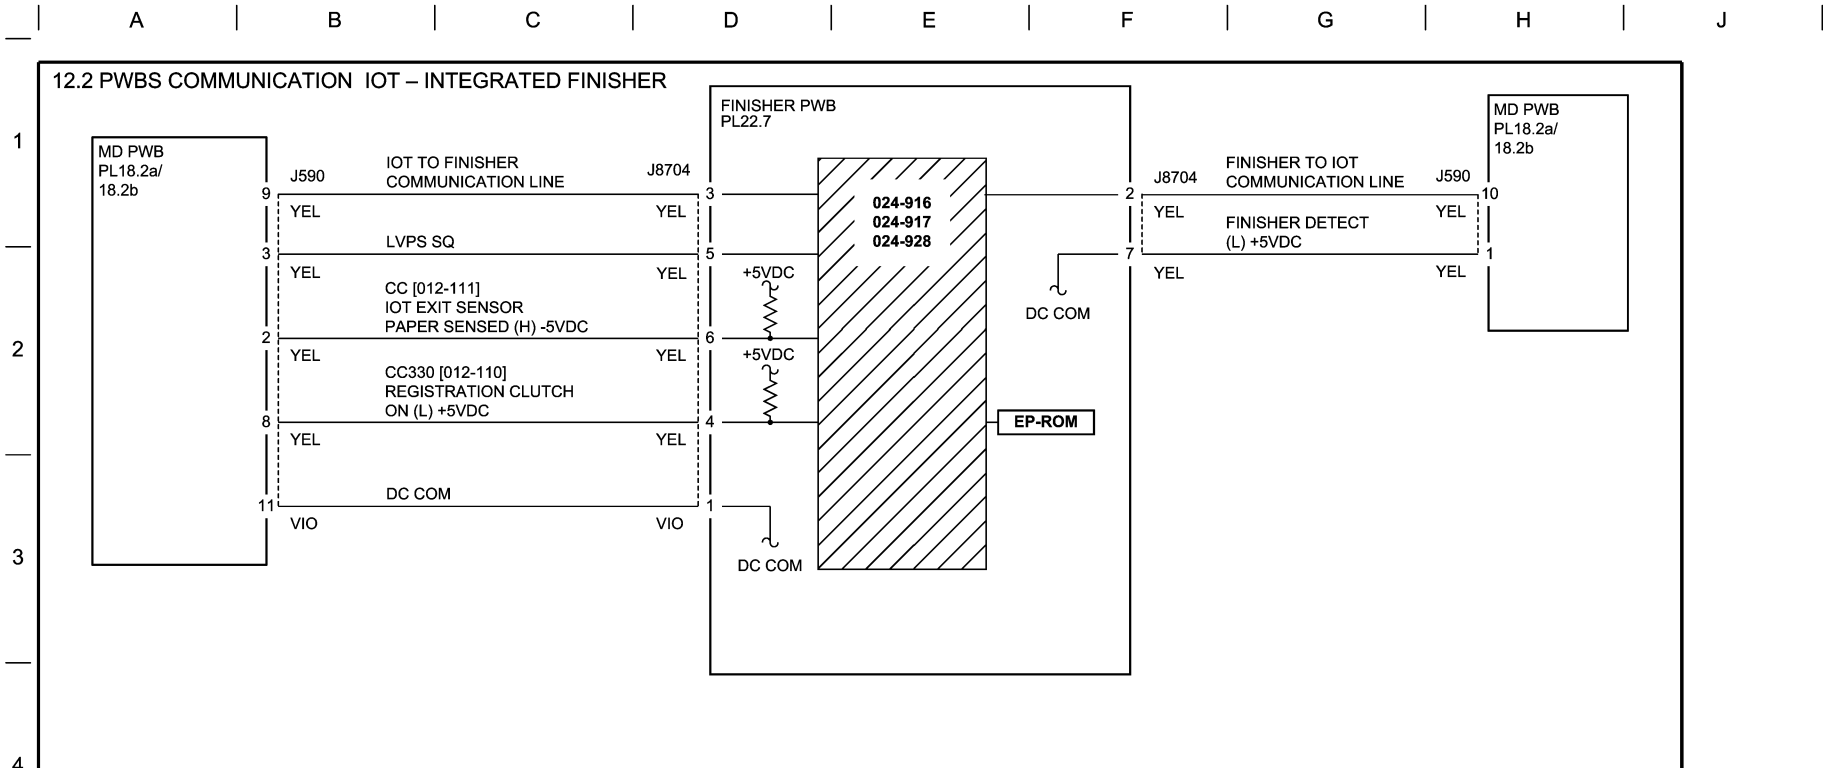 A B C D E F G H J
12.2 PWBS COMMUNICATION IOT – INTEGRATED FINISHER
1
MD PWB
PL18.2a/
18.2b
J590
IOT TO FINISHER
COMMUNICATION LINE
J8704
9
3
YEL
YEL
LVPS SQ
3
5
YEL
YEL
CC [012-111]
IOT EXIT SENSOR
PAPER SENSED (H) -5VDC
2
2
6
YEL
YEL
CC330 [012-110]
REGISTRATION CLUTCH
ON (L) +5VDC
8
4
YEL
YEL
DC COM
11
1
VIO
VIO
3
4
FINISHER PWB
PL22.7
+5VDC
+5VDC
DC COM
024-916
024-917
024-928
EP-ROM
DC COM
2
7
J8704
FINISHER TO IOT
COMMUNICATION LINE
J590
10
YEL
YEL
FINISHER DETECT
(L) +5VDC
1
YEL
YEL
MD PWB
PL18.2a/
18.2b